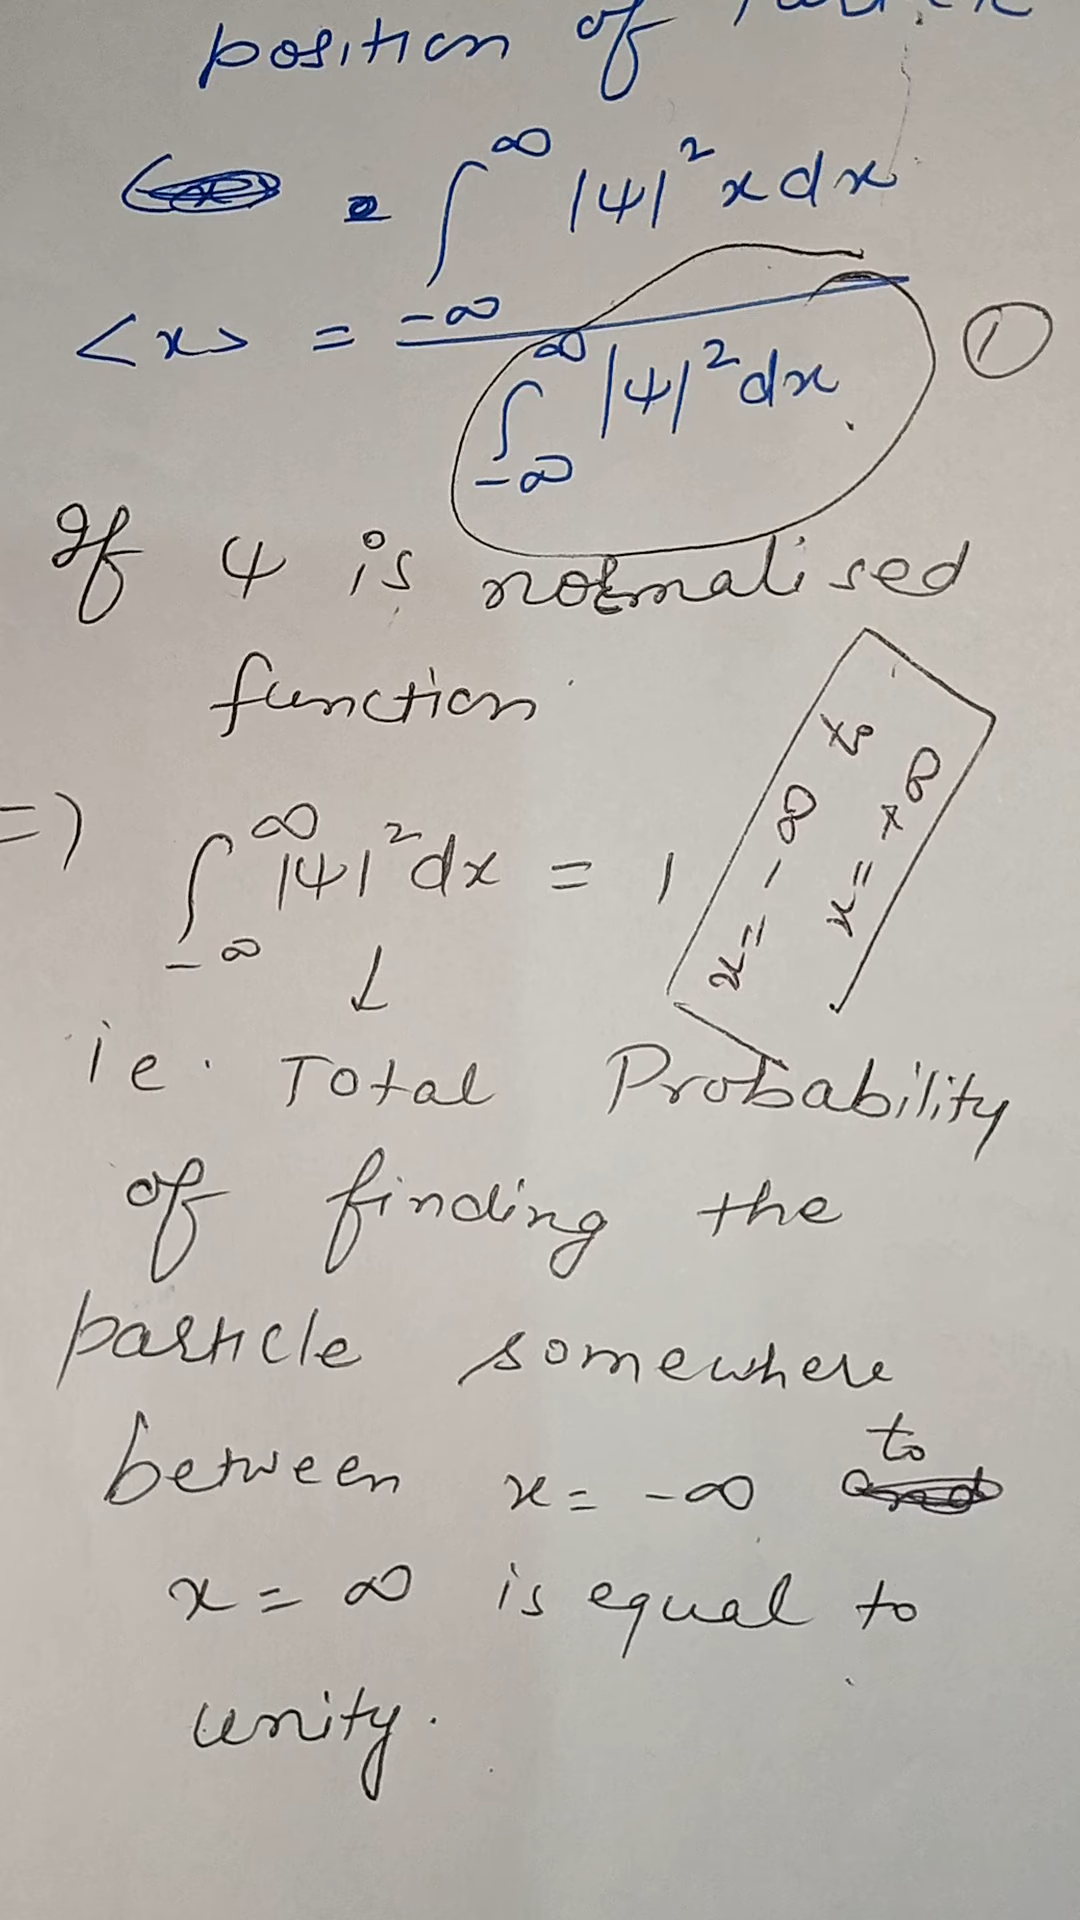 position of
= ∫_{-∞}^{∞} |ψ|² x dx
<x> = ∫_{-∞}^{∞} |ψ|² dx ①
If ψ is normalised
function
=> ∫_{-∞}^{∞} |ψ|² dx = 1
↓
x = -∞ to
x = +∞
ie. Total Probability
of finding the
particle somewhere
between x = -∞ to
x = ∞ is equal to
unity.